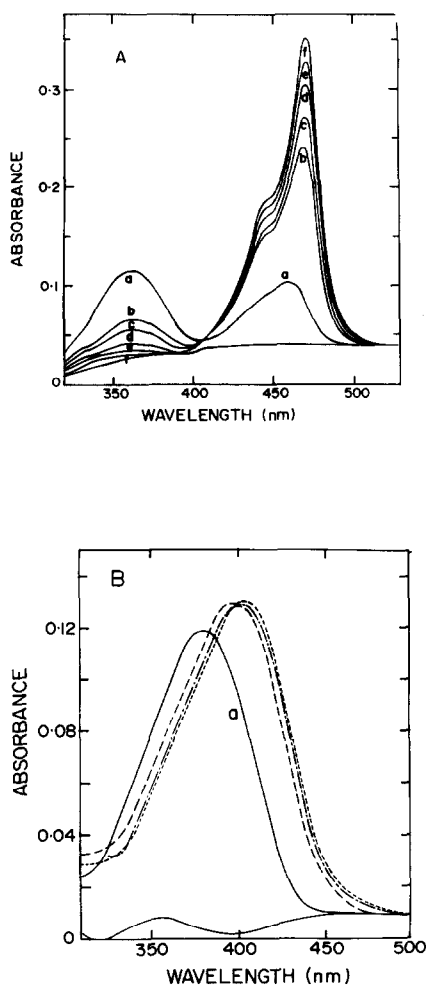 A
ABSORBANCE
0.3
0.2
0.1
0
f
e
d
c
b
a
a
b
c
d
e
f
350 400 450 500
WAVELENGTH (nm)
B
ABSORBANCE
0·12
0·08
0·04
0
a
350 400 450 500
WAVELENGTH (nm)